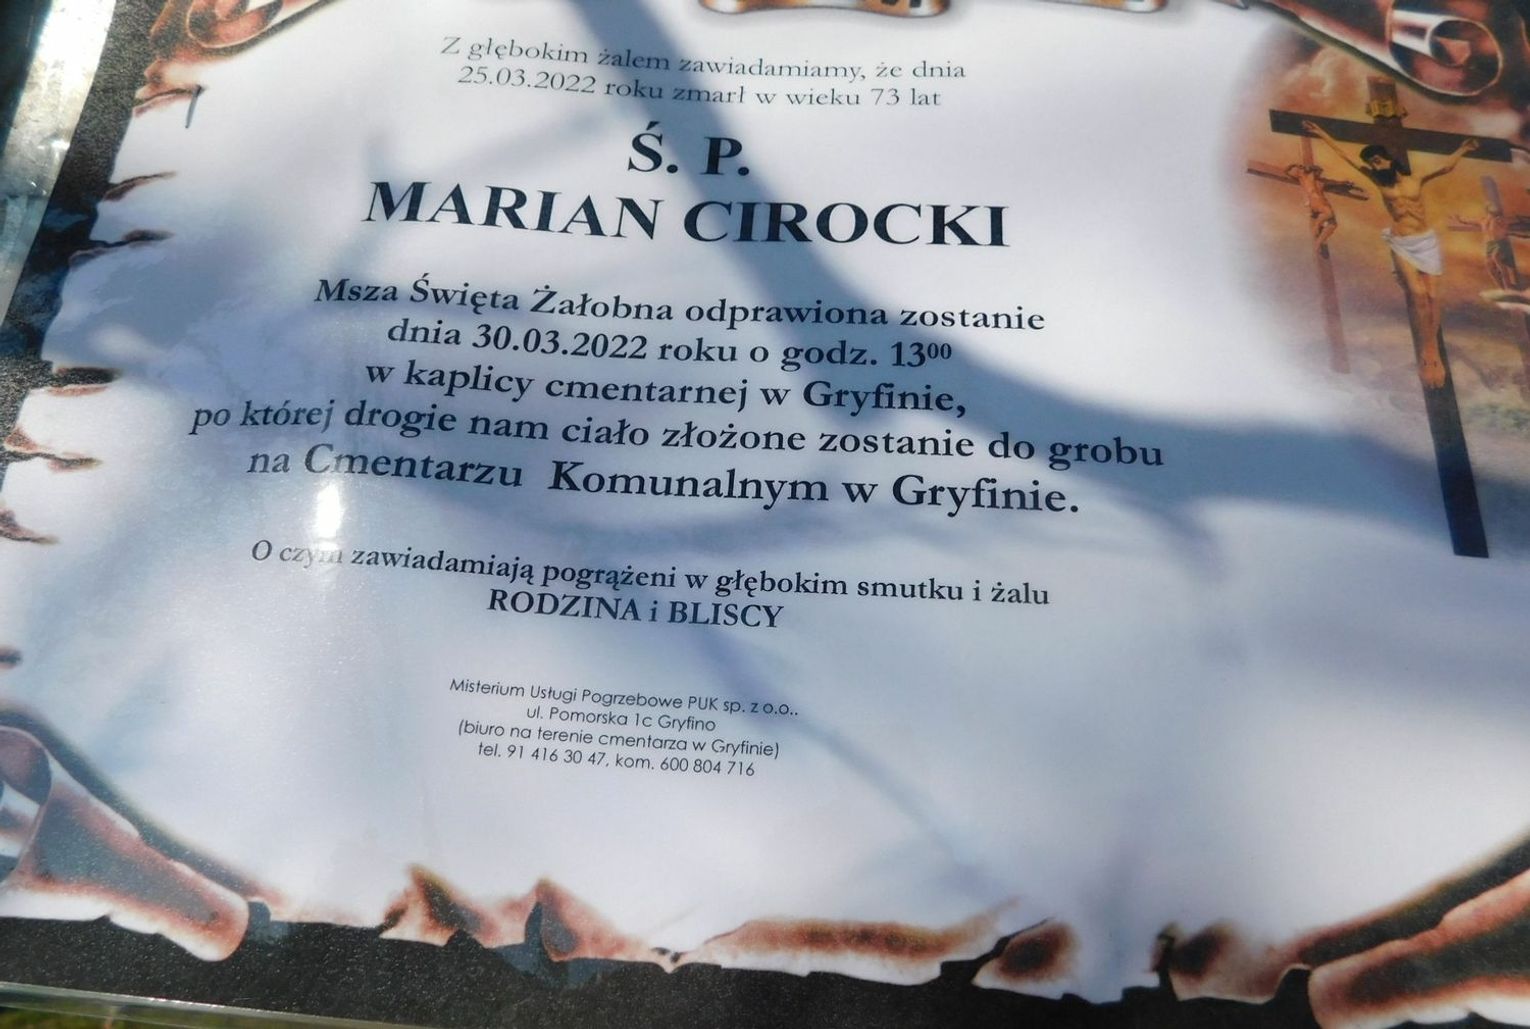 Z głębokim żalem zawiadamiamy, że dnia
25.03.2022 roku zmarł w wieku 73 lat
Ś. P.
MARIAN CIROCKI
Msza Święta Żałobna odprawiona zostanie
dnia 30.03.2022 roku o godz. 13⁰⁰
w kaplicy cmentarnej w Gryfinie,
po której drogie nam ciało złożone zostanie do grobu
na Cmentarzu Komunalnym w Gryfinie.
O czym zawiadamiają pogrążeni w głębokim smutku i żalu
RODZINA i BLISCY
Misterium Usługi Pogrzebowe PUK sp. z o.o..
ul. Pomorska 1c Gryfino
(biuro na terenie cmentarza w Gryfinie)
tel. 91 416 30 47, kom. 600 804 716